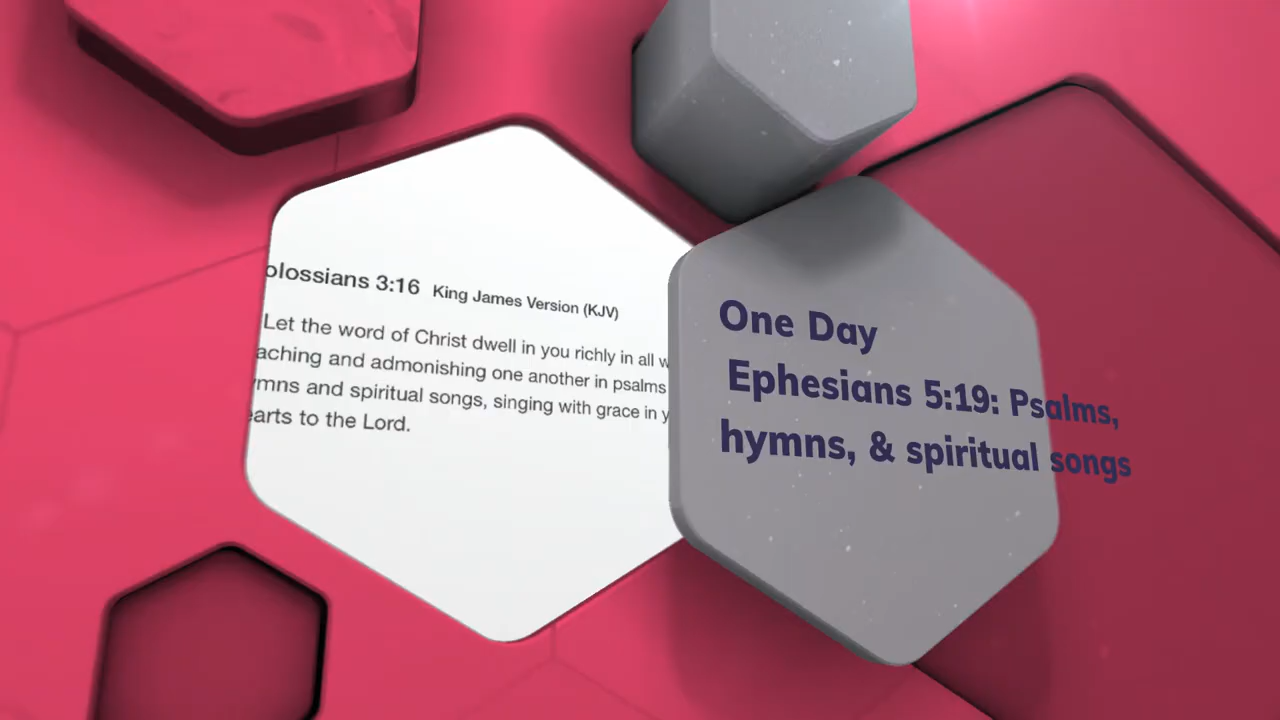 olossians 3:16 King James Version (KJV)
Let the word of Christ dwell in you richly in all w
aching and admonishing one another in psalms
mns and spiritual songs, singing with grace in y
earts to the Lord.
One Day
Ephesians 5:19: Psalms,
hymns, & spiritual songs